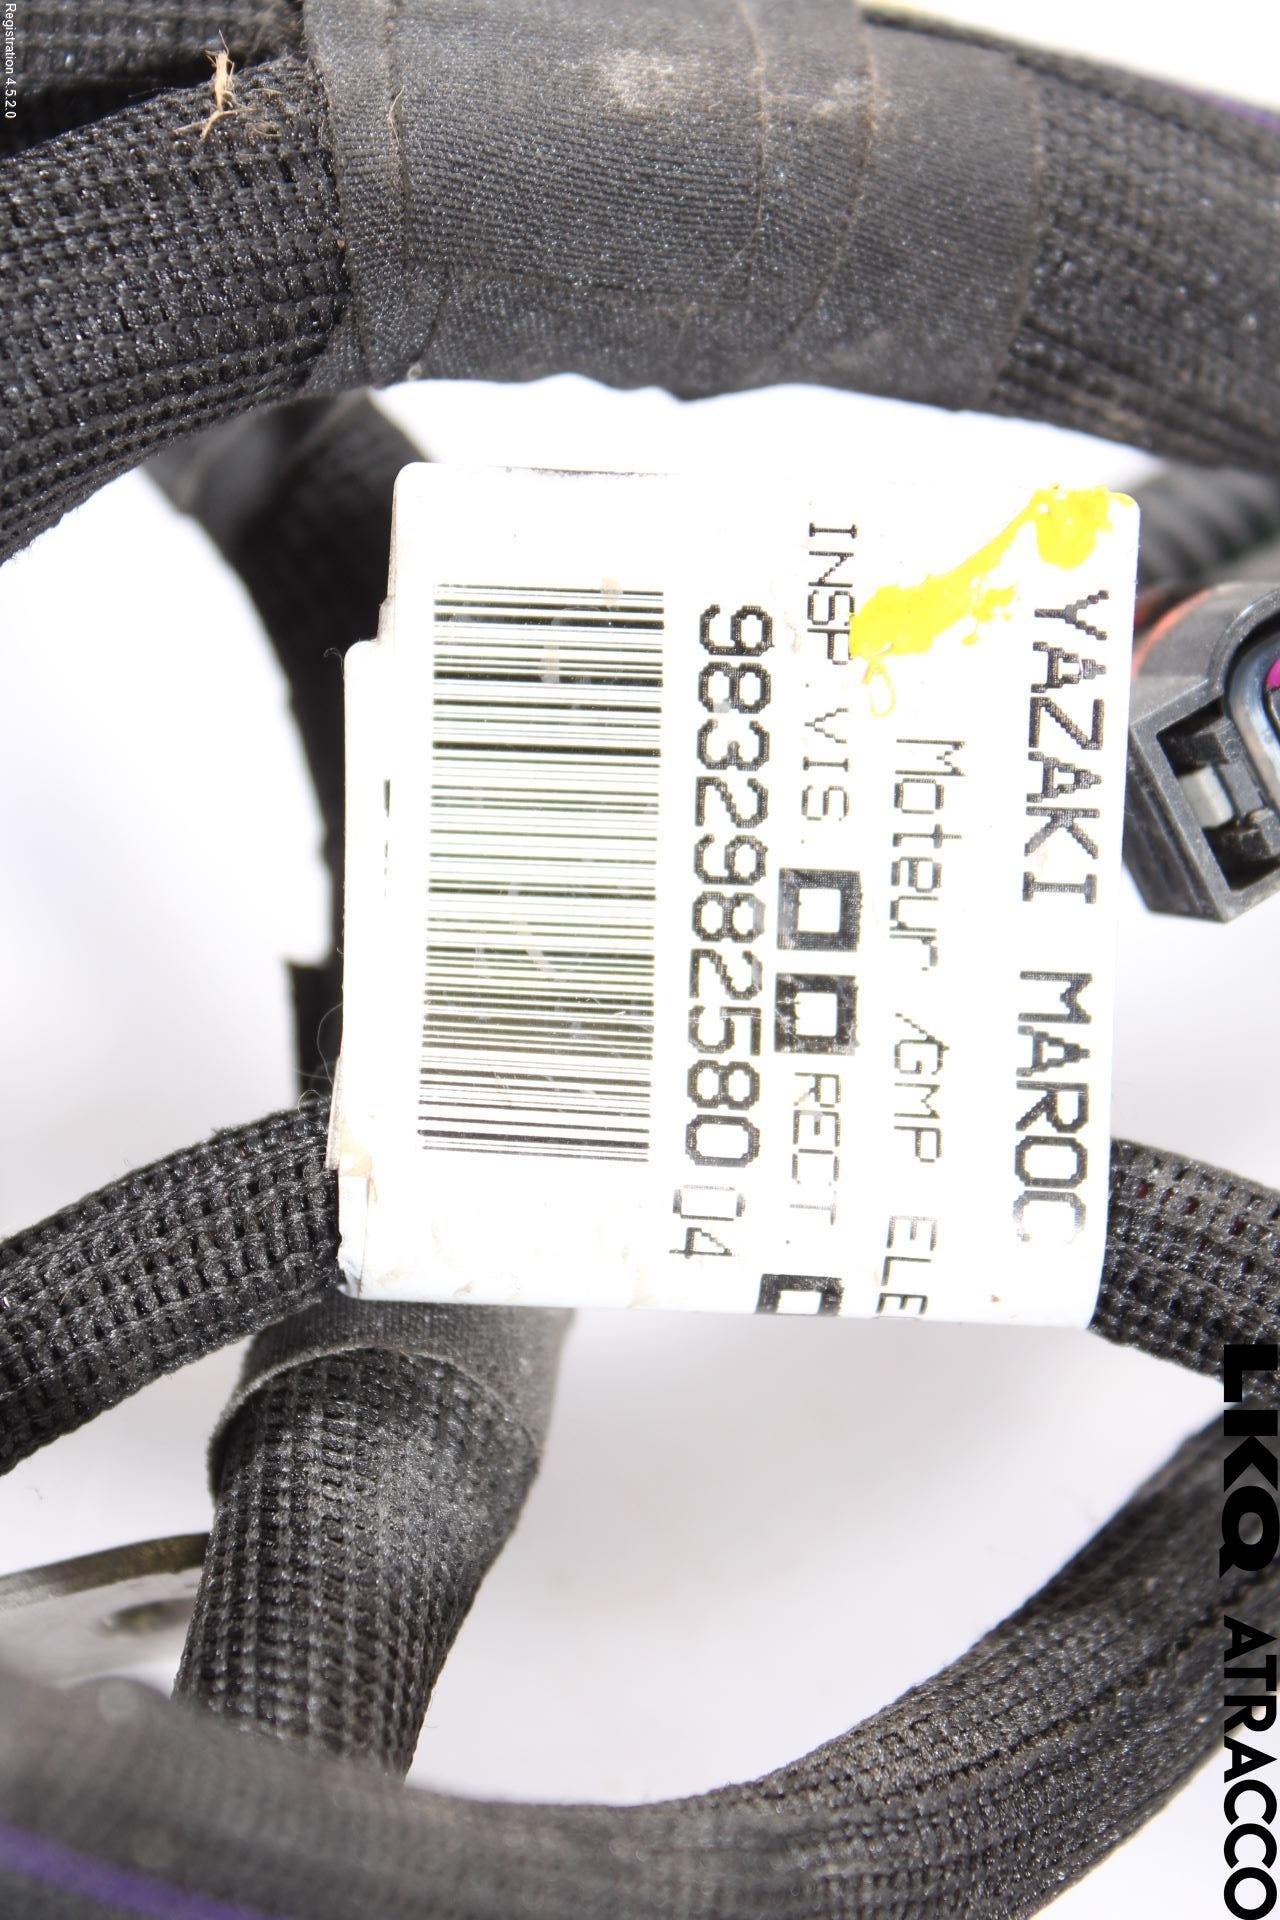 YAZAKI MAROC
Moteur /GMP ELE
INSP.VIS. RECT.
9832982580 04
LKQ ATRACCO
Registration 4.5.2.0